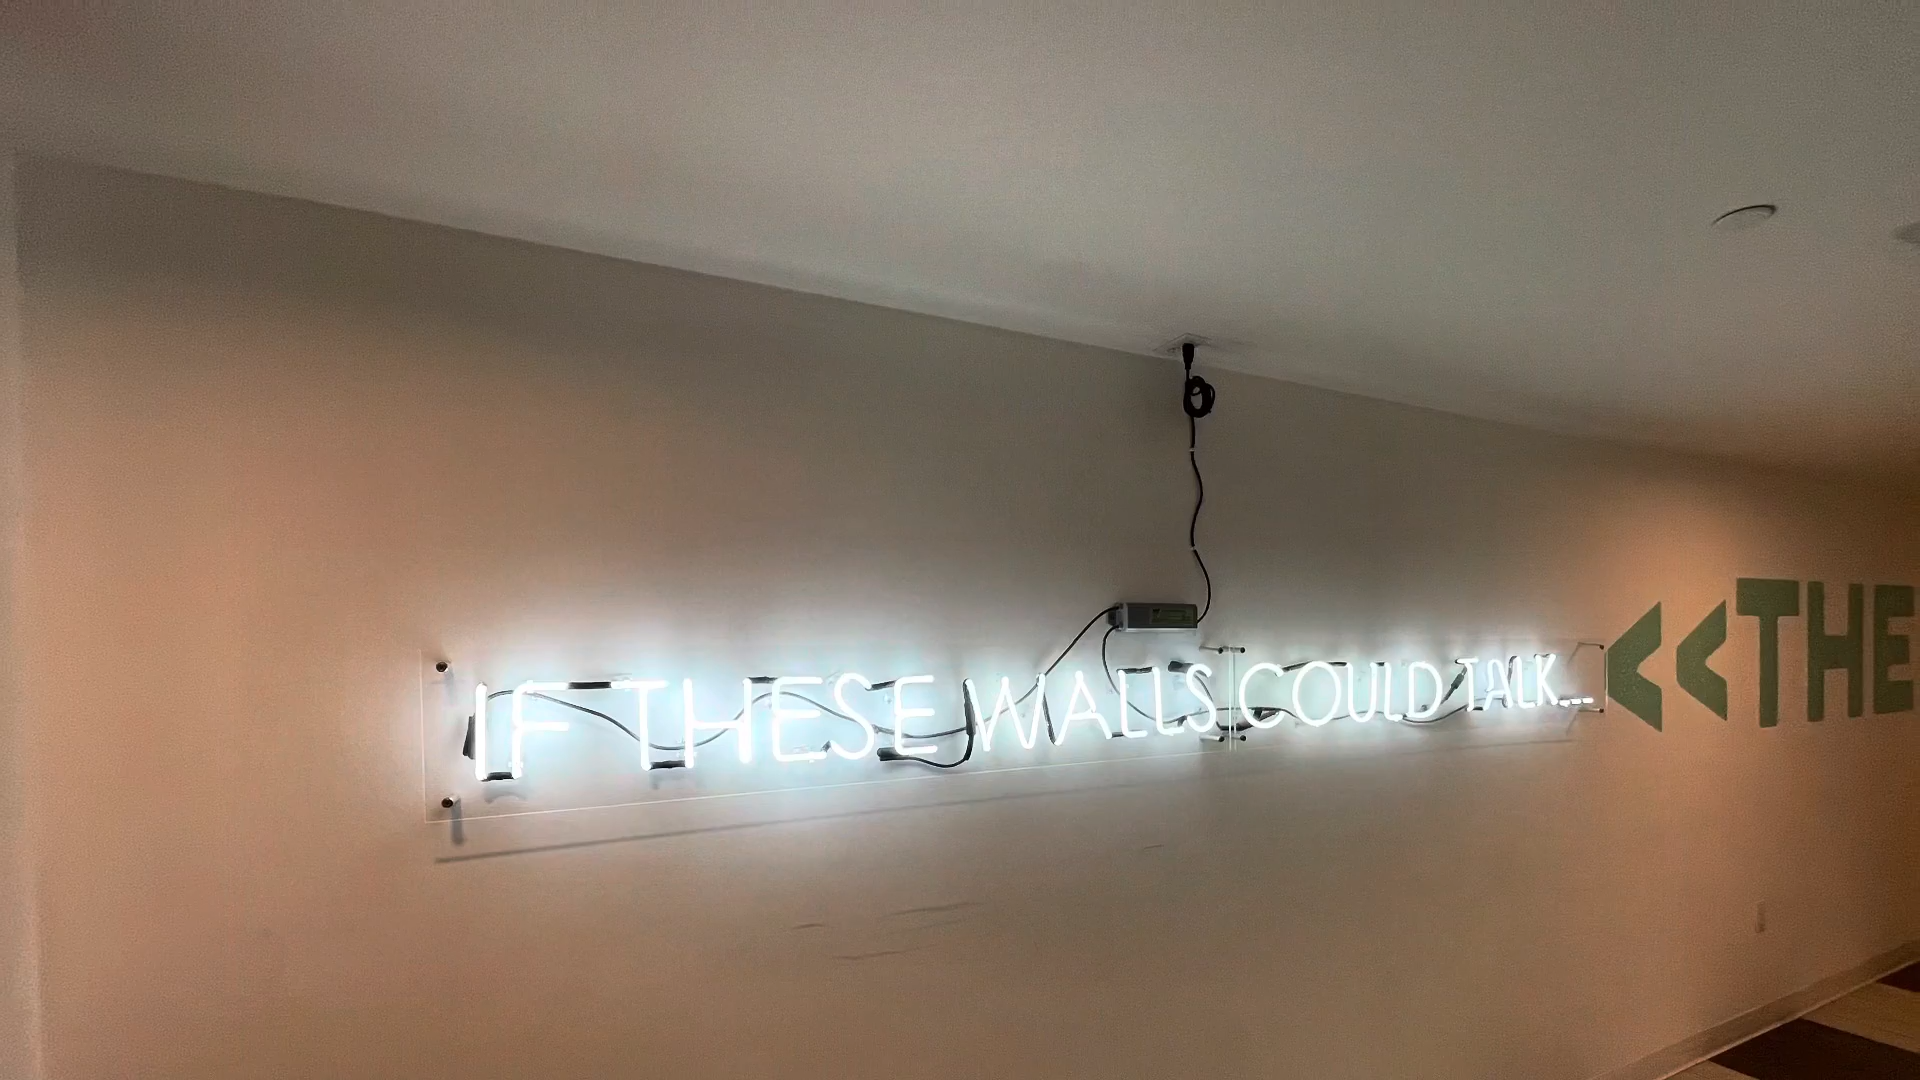 IF THESE WALLS COULD TALK...
<<THE